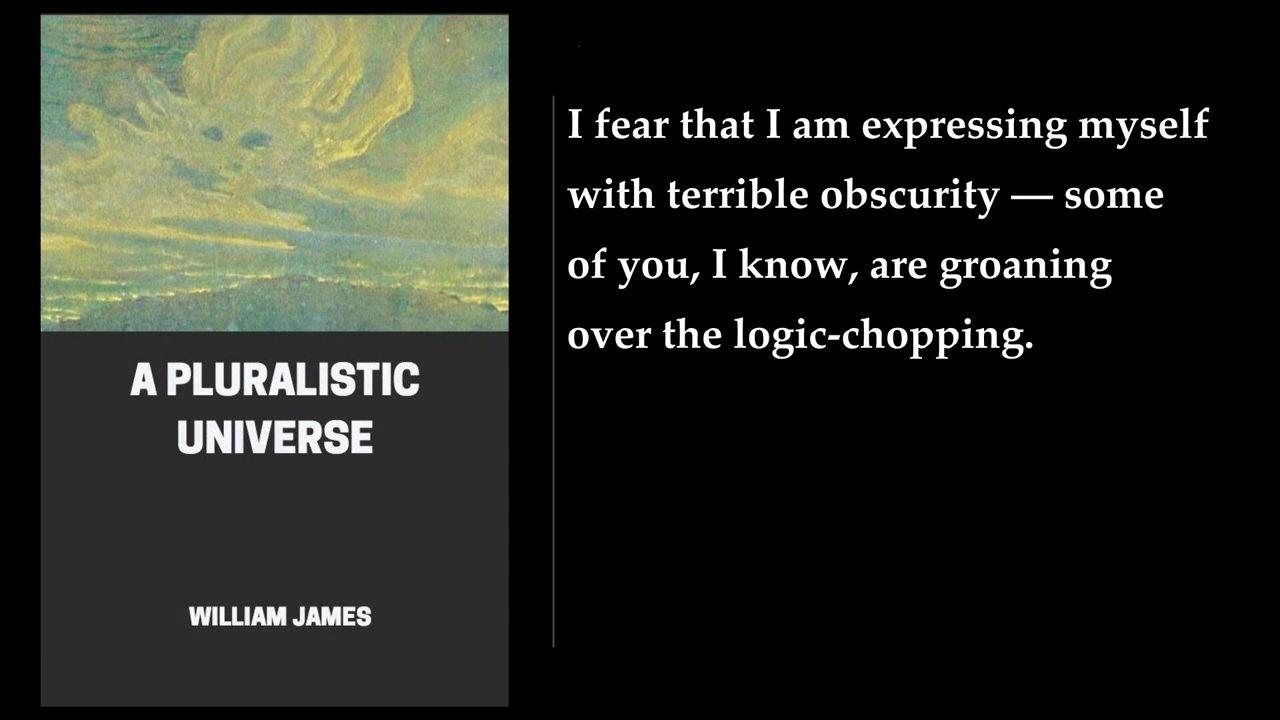 A PLURALISTIC
UNIVERSE
WILLIAM JAMES
I fear that I am expressing myself
with terrible obscurity — some
of you, I know, are groaning
over the logic-chopping.